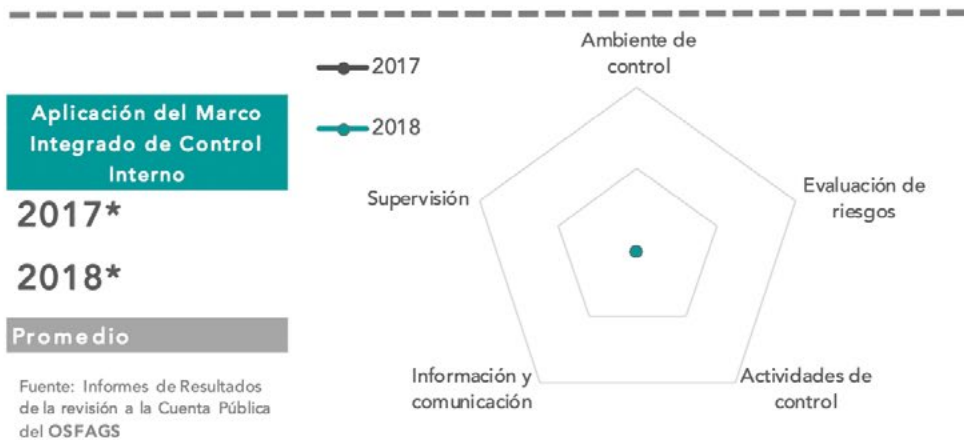 Aplicación del Marco
Integrado de Control
Interno
2017*
2018*
Promedio
Fuente: Informes de Resultados
de la revisión a la Cuenta Pública
del OSFAGS
2017
2018
Ambiente de
control
Evaluación de
riesgos
Actividades de
control
Información y
comunicación
Supervisión